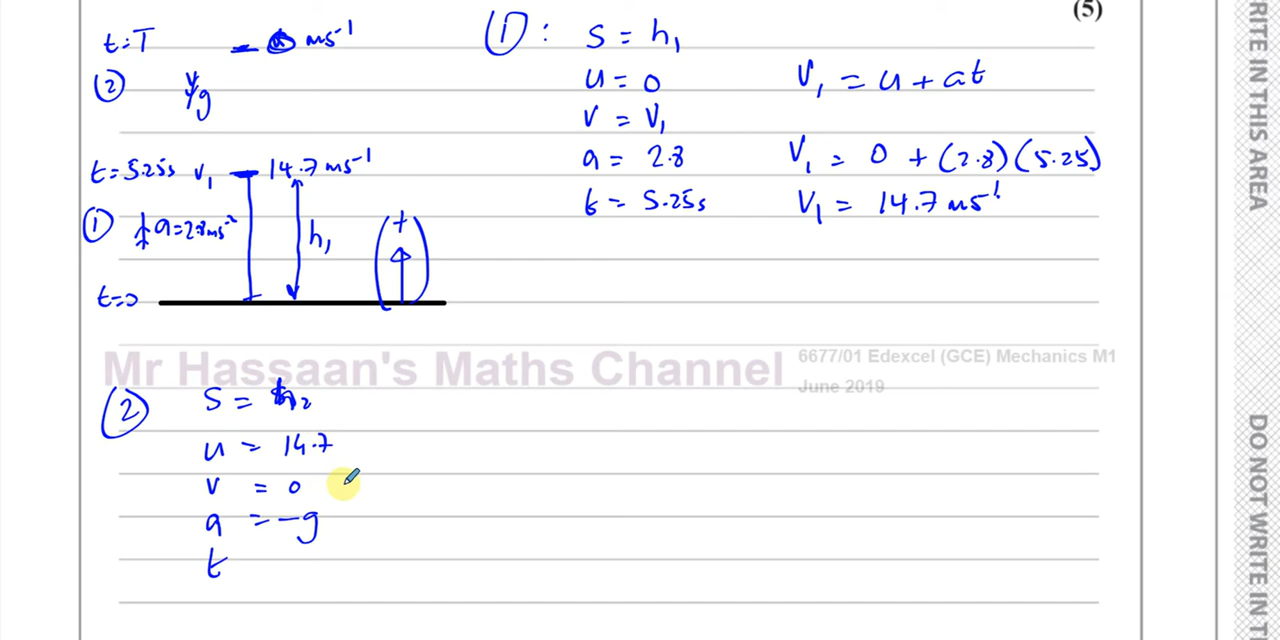 (5)
t=T ms⁻¹
② g
t=5.25s V₁ 14.7 ms⁻¹
① a=2.8ms⁻² h₁ (+)
t=0
①: S = h₁
u = 0
v = V₁
a = 2.8
t = 5.25s
V₁ = u + at
V₁ = 0 + (2.8)(5.25)
V₁ = 14.7 ms⁻¹
Mr Hassaan's Maths Channel
6677/01 Edexcel (GCE) Mechanics M1
June 2019
② S = h₂
u = 14.7
v = 0
a = -g
t
RITE IN THIS AREA
DO NOT WRITE IN T